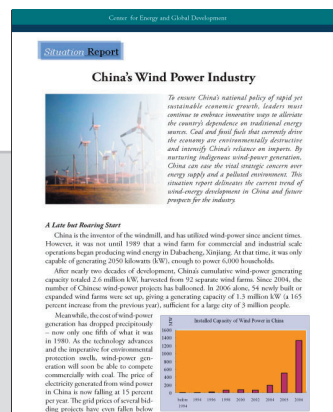 Center for Energy and Global Development
Situation Report
China's Wind Power Industry
To ensure China's national policy of rapid yet
sustainable economic growth, leaders must
continue to embrace innovative ways to alleviate
the country's dependence on traditional energy
sources. Coal and fossil fuels that currently drive
the economy are environmentally destructive
and intensify China's reliance on imports. By
nurturing indigenous wind-power generation,
China can ease the vital strategic concern over
energy supply and a polluted environment. This
situation report delineates the current trend of
wind-energy development in China and future
prospects for the industry.
A Late but Roaring Start
China is the inventor of the windmill, and has utilized wind-power since ancient times.
However, it was not until 1989 that a wind farm for commercial and industrial scale
operations began producing wind energy in Dabacheng, Xinjiang. At that time, it was only
capable of generating 2050 kilowatts (kW), enough to power 6,000 households.
After nearly two decades of development, China's cumulative wind-power generating
capacity totaled 2.6 million kW, harvested from 92 separate wind farms. Since 2004, the
number of Chinese wind-power projects has ballooned. In 2006 alone, 54 newly built or
expanded wind farms were set up, giving a generating capacity of 1.3 million kW (a 165
percent increase from the previous year), sufficient for a large city of 3 million people.
Meanwhile, the cost of wind-power
generation has dropped precipitously
– now only one fifth of what it was
in 1980. As the technology advances
and the imperative for environmental
protection swells, wind-power gen-
eration will soon be able to compete
commercially with coal. The price of
electricity generated from wind power
in China is now falling at 15 percent
per year. The grid prices of several bid-
ding projects have even fallen below
Installed Capacity of Wind Power in China
MW
1600
1400
1200
1000
800
600
400
200
0
before 1994
1994
1996
1998
2000
2002
2004
2005
2006